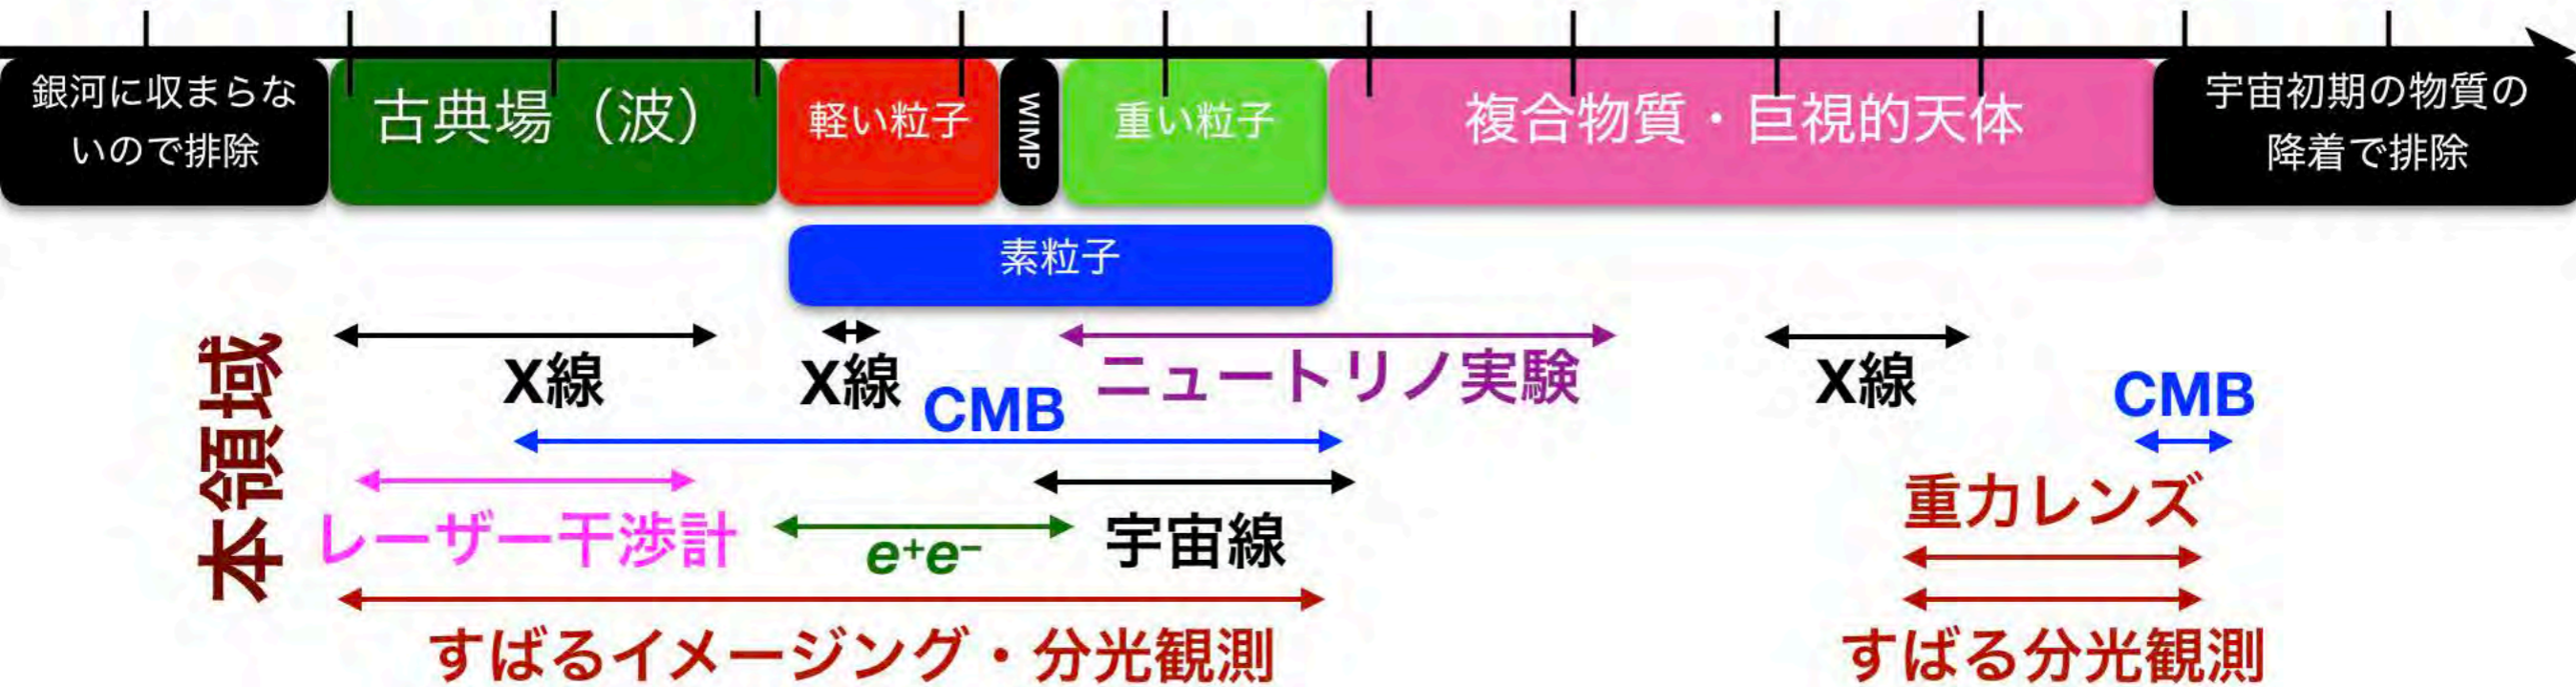 銀河に収まらな
いので排除
古典場（波）
軽い粒子
WIMP
重い粒子
複合物質・巨視的天体
宇宙初期の物質の
降着で排除
素粒子
本領域
X線
X線
CMB
ニュートリノ実験
X線
CMB
レーザー干渉計
e⁺e⁻
宇宙線
重力レンズ
すばるイメージング・分光観測
すばる分光観測